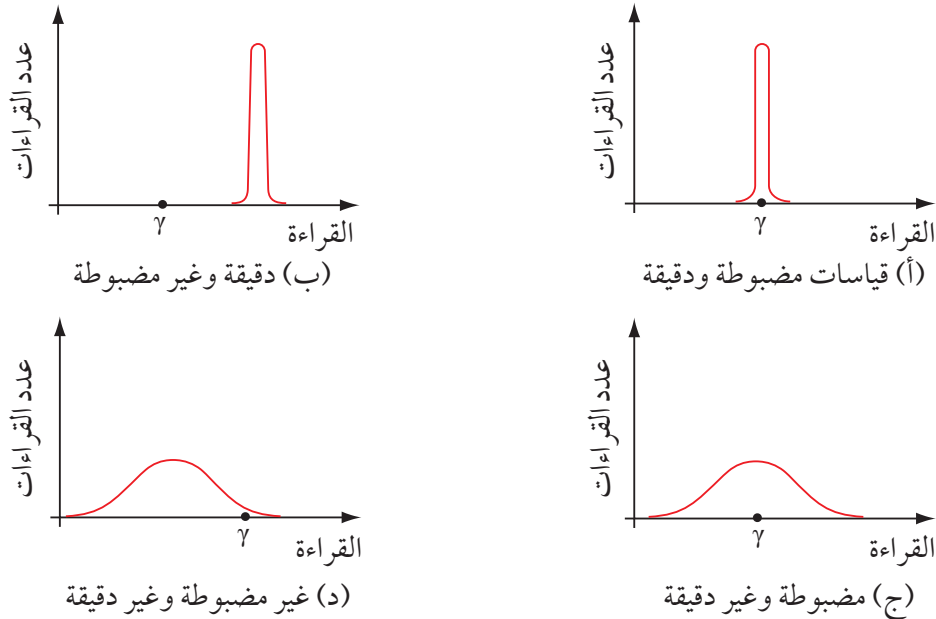 عدد القراءات
γ
القراءة
(أ) قياسات مضبوطة ودقيقة
عدد القراءات
γ
القراءة
(ب) دقيقة وغير مضبوطة
عدد القراءات
γ
القراءة
(ج) مضبوطة وغير دقيقة
عدد القراءات
γ
القراءة
(د) غير مضبوطة وغير دقيقة